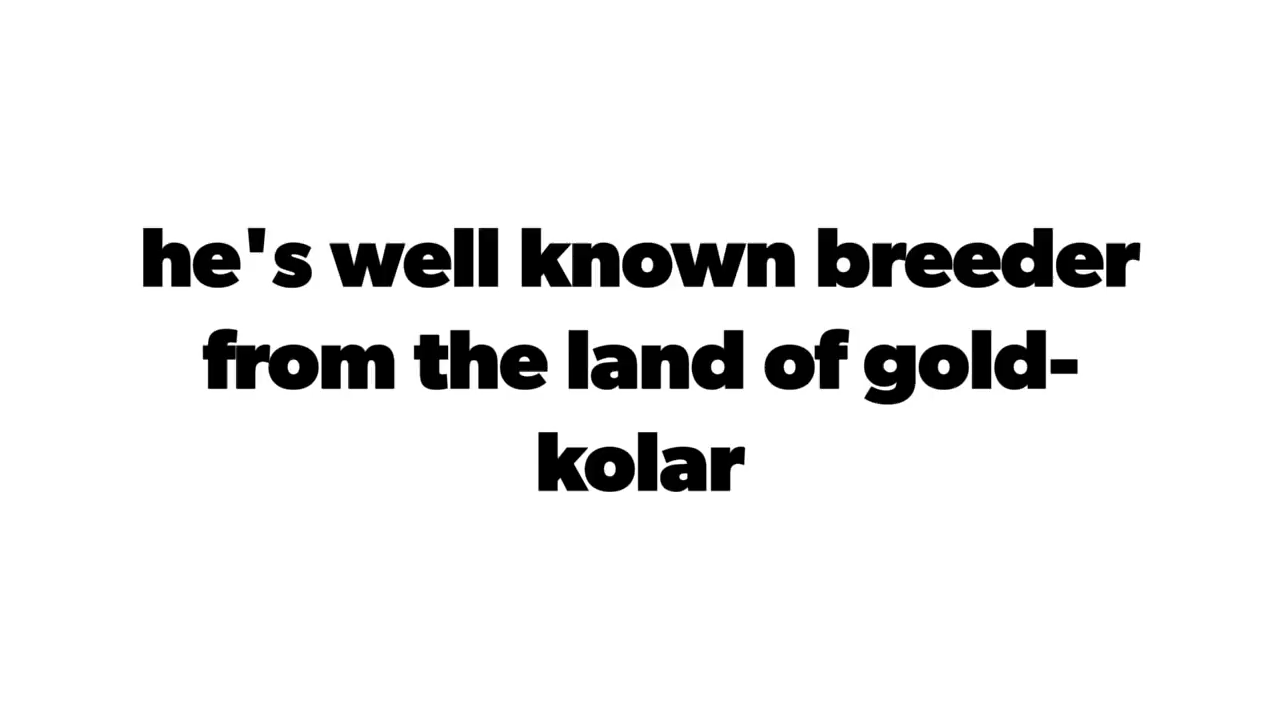 he's well known breeder
from the land of gold-
kolar